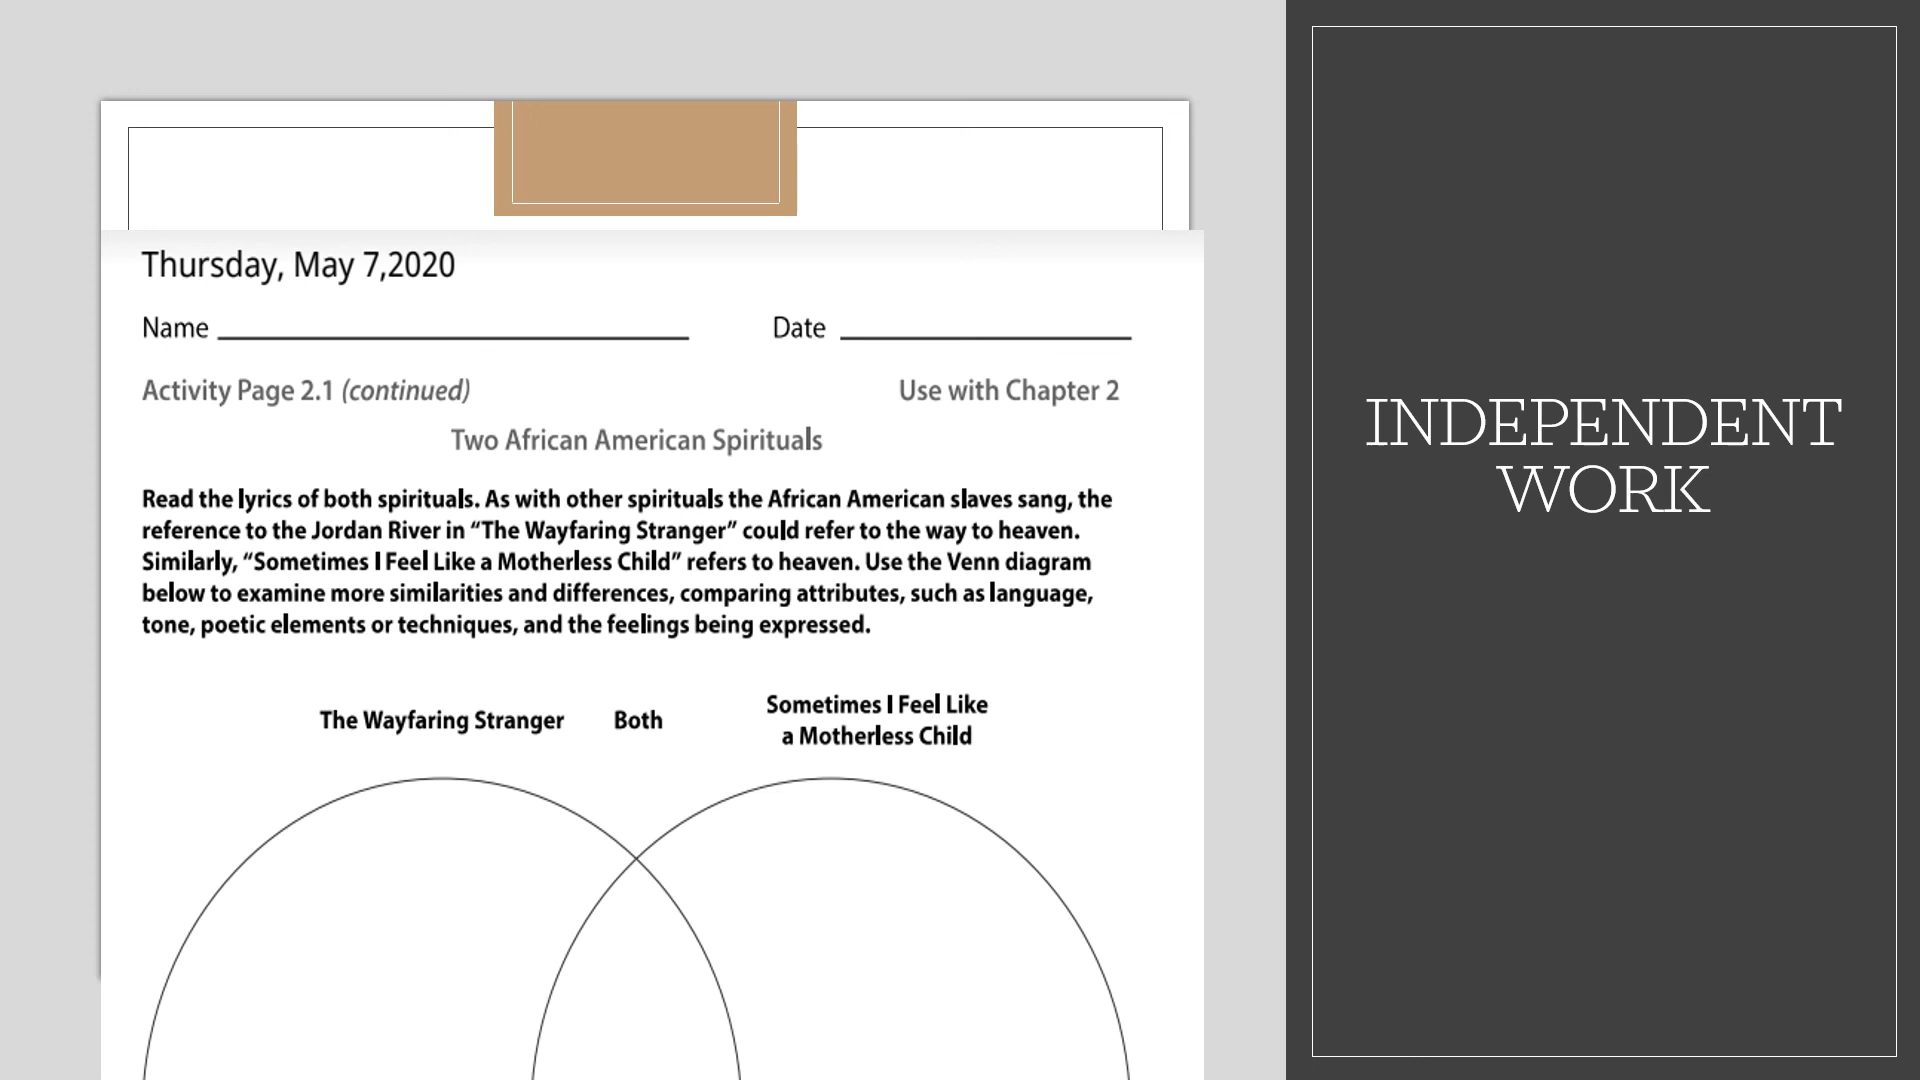 Thursday, May 7,2020
Name
Date
Activity Page 2.1 (continued)
Use with Chapter 2
Two African American Spirituals
Read the lyrics of both spirituals. As with other spirituals the African American slaves sang, the
reference to the Jordan River in “The Wayfaring Stranger” could refer to the way to heaven.
Similarly, “Sometimes I Feel Like a Motherless Child” refers to heaven. Use the Venn diagram
below to examine more similarities and differences, comparing attributes, such as language,
tone, poetic elements or techniques, and the feelings being expressed.
The Wayfaring Stranger
Both
Sometimes I Feel Like
a Motherless Child
INDEPENDENT
WORK